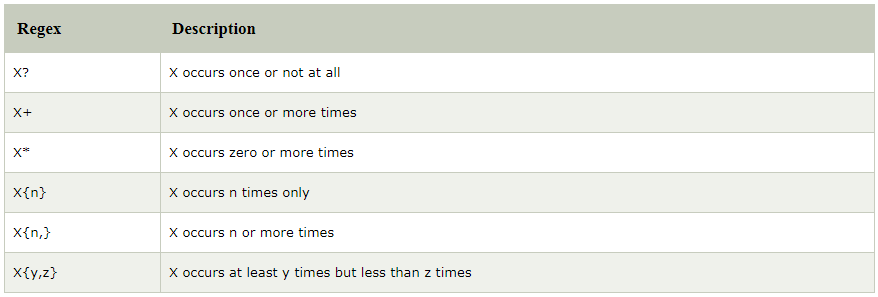 Regex Description
X? X occurs once or not at all
X+ X occurs once or more times
X* X occurs zero or more times
X{n} X occurs n times only
X{n,} X occurs n or more times
X{y,z} X occurs at least y times but less than z times